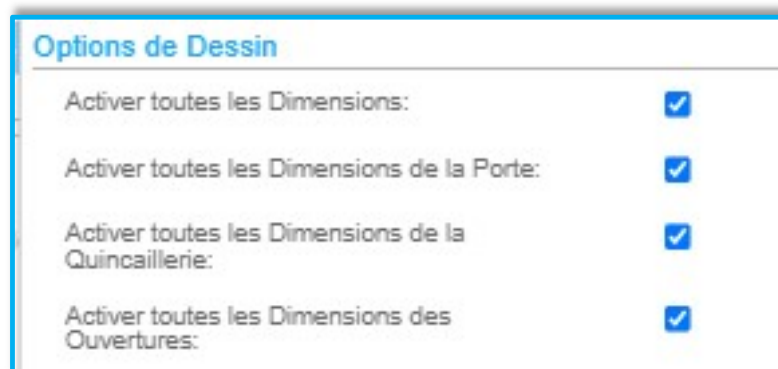 Options de Dessin
Activer toutes les Dimensions:
Activer toutes les Dimensions de la Porte:
Activer toutes les Dimensions de la
Quincaillerie:
Activer toutes les Dimensions des
Ouvertures: